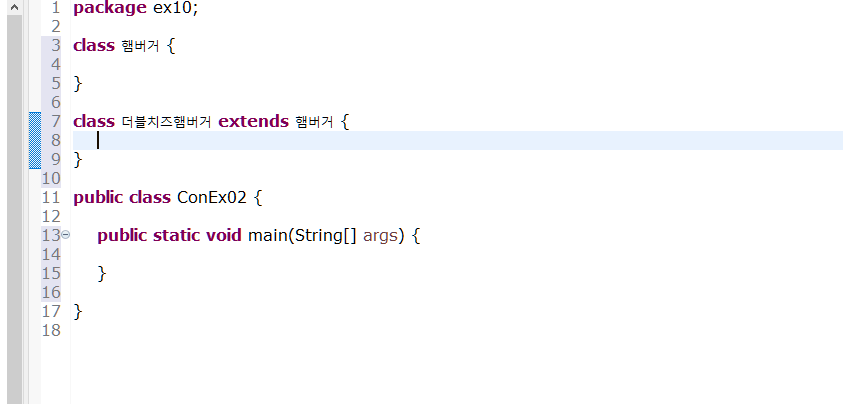 1 package ex10;
2
3 class 햄버거 {
4
5 }
6
7 class 더블치즈햄버거 extends 햄버거 {
8
9 }
10
11 public class ConEx02 {
12
13 public static void main(String[] args) {
14
15 }
16
17 }
18